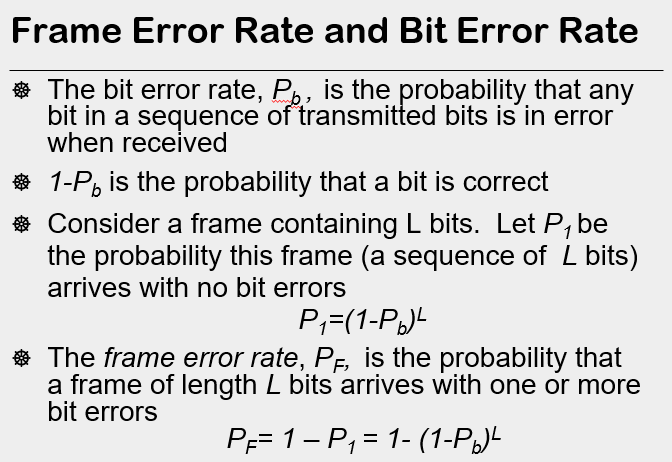 Frame Error Rate and Bit Error Rate
The bit error rate, P_b, is the probability that any
bit in a sequence of transmitted bits is in error
when received
1-P_b is the probability that a bit is correct
Consider a frame containing L bits. Let P_1 be
the probability this frame (a sequence of L bits)
arrives with no bit errors
P_1=(1-P_b)^L
The frame error rate, P_F, is the probability that
a frame of length L bits arrives with one or more
bit errors
P_F= 1 – P_1 = 1- (1-P_b)^L